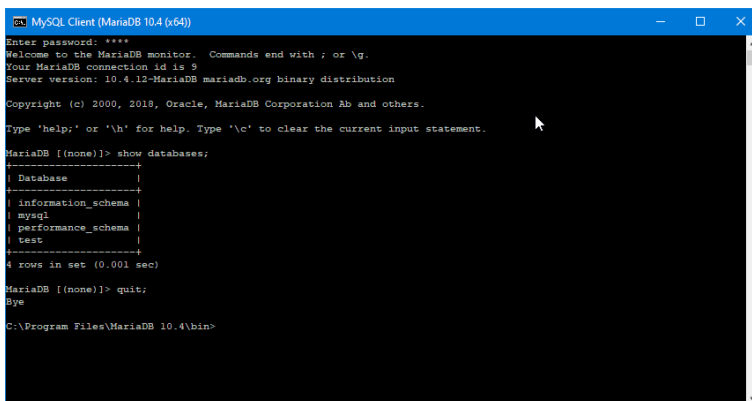 MySQL Client (MariaDB 10.4 (x64))
Enter password: ****
Welcome to the MariaDB monitor.  Commands end with ; or \g.
Your MariaDB connection id is 9
Server version: 10.4.12-MariaDB mariadb.org binary distribution
Copyright (c) 2000, 2018, Oracle, MariaDB Corporation Ab and others.
Type 'help;' or '\h' for help. Type '\c' to clear the current input statement.
MariaDB [(none)]> show databases;
+--------------------+
| Database           |
+--------------------+
| information_schema |
| mysql              |
| performance_schema |
| test               |
+--------------------+
4 rows in set (0.001 sec)
MariaDB [(none)]> quit;
Bye
C:\Program Files\MariaDB 10.4\bin>